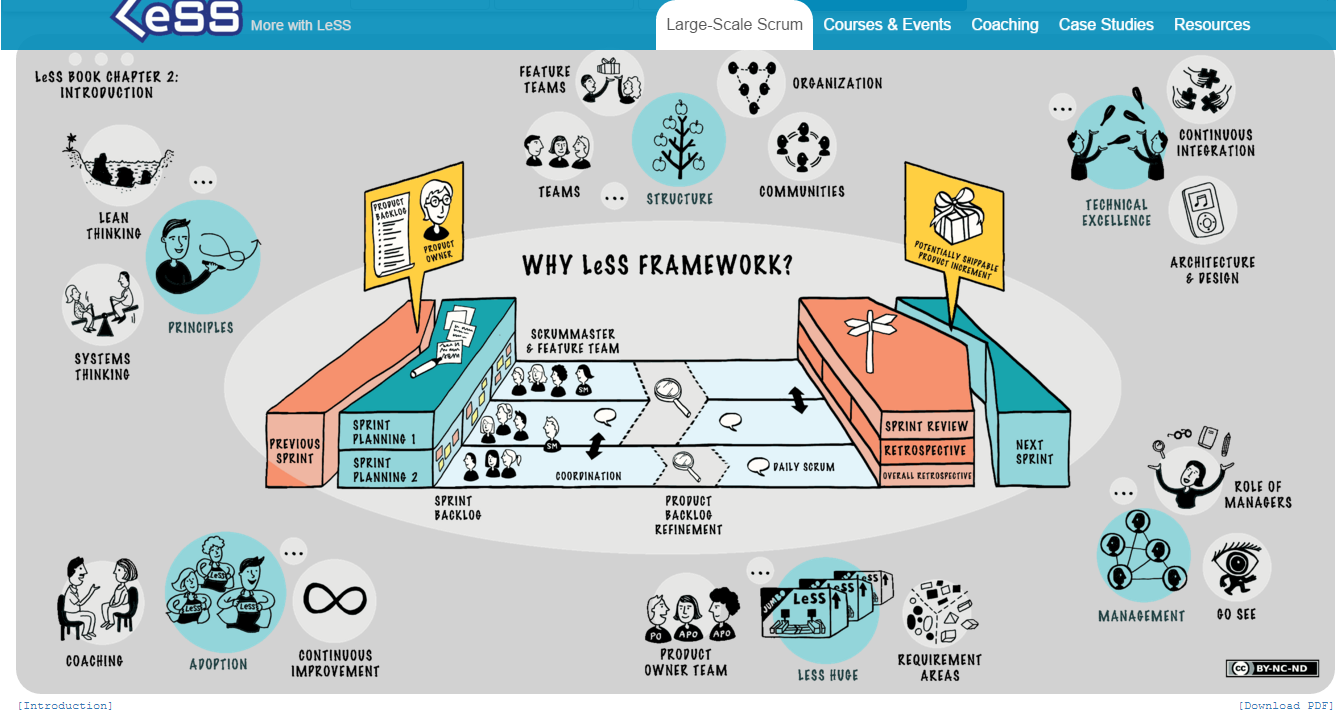 LeSS
More with LeSS
Large-Scale Scrum
Courses & Events
Coaching
Case Studies
Resources
LeSS BOOK CHAPTER 2:
INTRODUCTION
LEAN
THINKING
PRINCIPLES
SYSTEMS
THINKING
FEATURE
TEAMS
ORGANIZATION
TEAMS
STRUCTURE
COMMUNITIES
CONTINUOUS
INTEGRATION
TECHNICAL
EXCELLENCE
ARCHITECTURE
& DESIGN
PRODUCT
BACKLOG
PRODUCT
OWNER
WHY LeSS FRAMEWORK?
POTENTIALLY SHIPPABLE
PRODUCT INCREMENT
SCRUMMASTER
& FEATURE TEAM
SM
SM
PREVIOUS
SPRINT
SPRINT
PLANNING 1
SPRINT
PLANNING 2
COORDINATION
DAILY SCRUM
SPRINT REVIEW
RETROSPECTIVE
OVERALL RETROSPECTIVE
NEXT
SPRINT
SPRINT
BACKLOG
PRODUCT
BACKLOG
REFINEMENT
ROLE OF
MANAGERS
MANAGEMENT
GO SEE
COACHING
LeSS
LeSS
LeSS
ADOPTION
CONTINUOUS
IMPROVEMENT
PO
APO
APO
PRODUCT
OWNER TEAM
JUMBO
LeSS
LeSS
LeSS
LESS HUGE
REQUIREMENT
AREAS
cc BY-NC-ND
[Introduction]
[Download PDF]